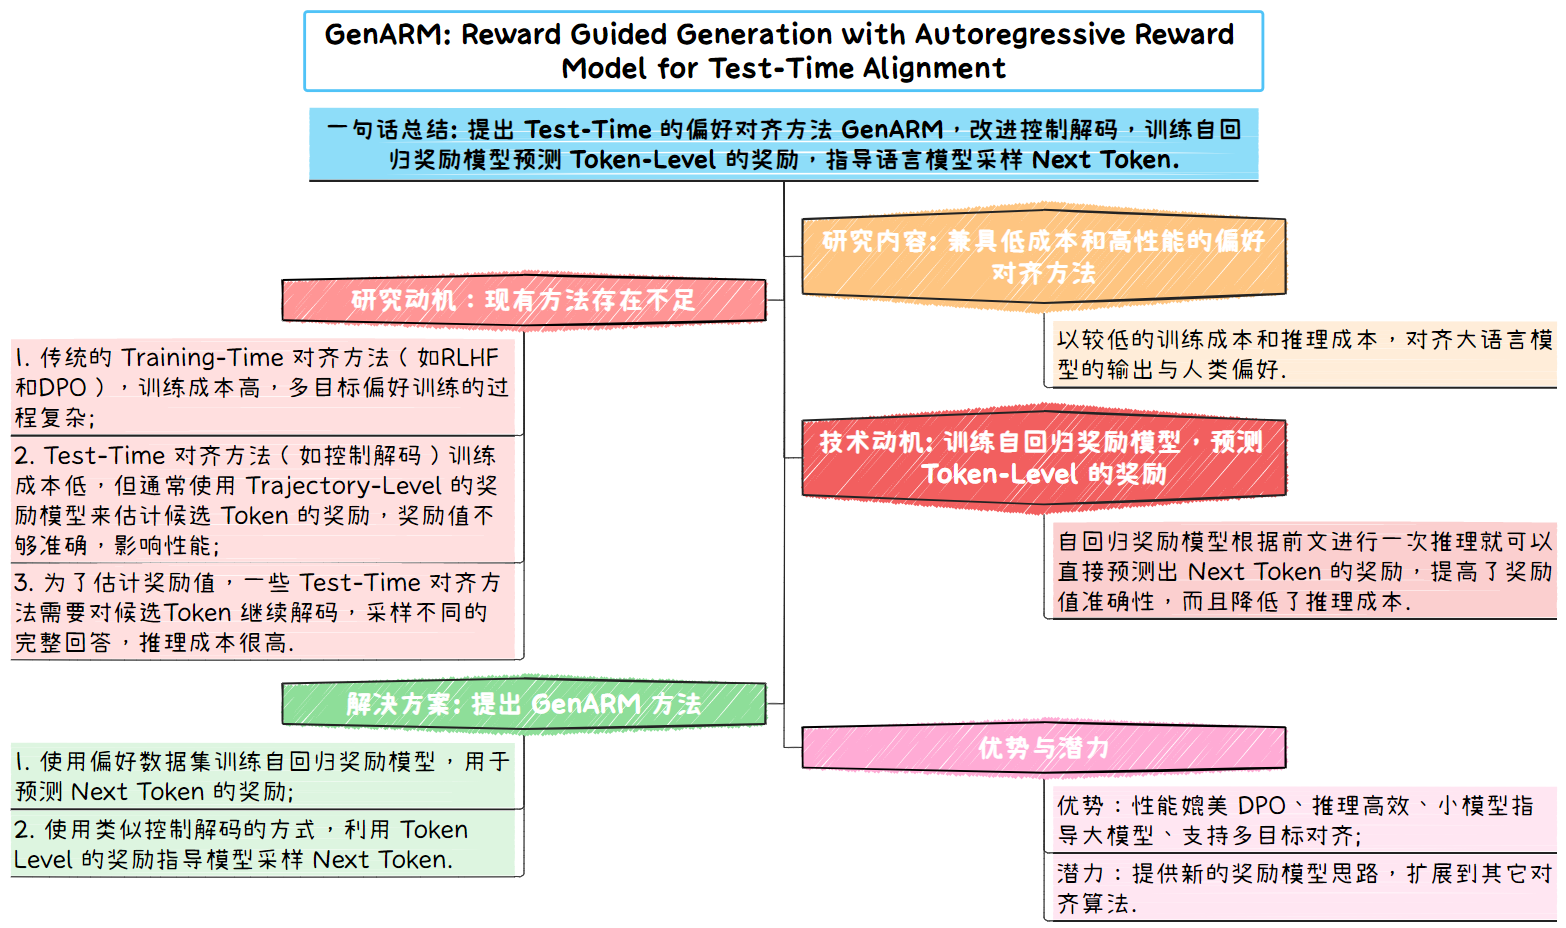 GenARM: Reward Guided Generation with Autoregressive Reward
Model for Test-Time Alignment
一句话总结: 提出 Test-Time 的偏好对齐方法 GenARM，改进控制解码，训练自回
归奖励模型预测 Token-Level 的奖励，指导语言模型采样 Next Token.
研究内容: 兼具低成本和高性能的偏好
对齐方法
以较低的训练成本和推理成本，对齐大语言模
型的输出与人类偏好.
研究动机：现有方法存在不足
1. 传统的 Training-Time 对齐方法（如RLHF
和DPO），训练成本高，多目标偏好训练的过
程复杂;
2. Test-Time 对齐方法（如控制解码）训练
成本低，但通常使用 Trajectory-Level 的奖
励模型来估计候选 Token 的奖励，奖励值不
够准确，影响性能;
3. 为了估计奖励值，一些 Test-Time 对齐方
法需要对候选Token 继续解码，采样不同的
完整回答，推理成本很高.
技术动机: 训练自回归奖励模型，预测
Token-Level 的奖励
自回归奖励模型根据前文进行一次推理就可以
直接预测出 Next Token 的奖励，提高了奖励
值准确性，而且降低了推理成本.
解决方案: 提出 GenARM 方法
1. 使用偏好数据集训练自回归奖励模型，用于
预测 Next Token 的奖励;
2. 使用类似控制解码的方式，利用 Token
Level 的奖励指导模型采样 Next Token.
优势与潜力
优势：性能媲美 DPO、推理高效、小模型指
导大模型、支持多目标对齐;
潜力：提供新的奖励模型思路，扩展到其它对
齐算法.